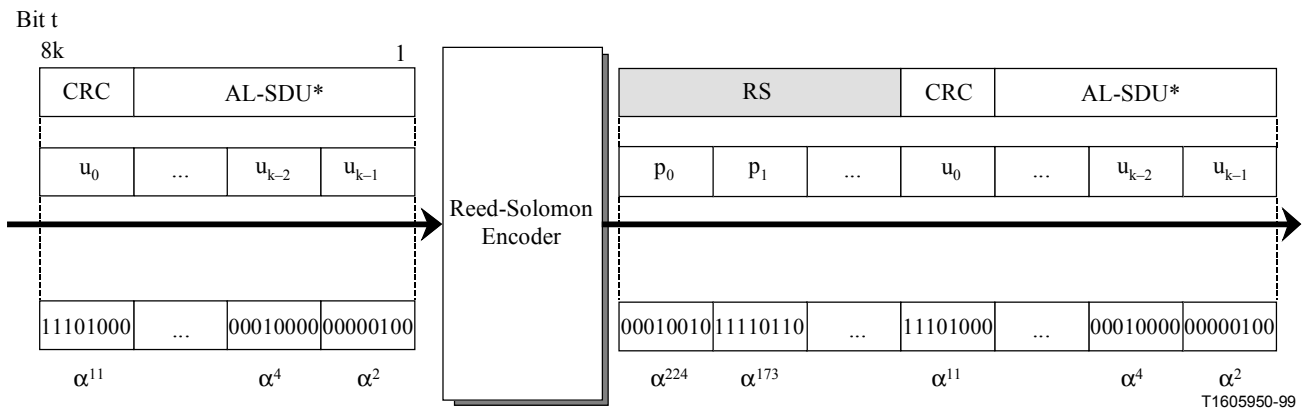 Bit t
8k 1
CRC AL-SDU* RS CRC AL-SDU*
u₀ ... uₖ₋₂ uₖ₋₁ p₀ p₁ ... u₀ ... uₖ₋₂ uₖ₋₁
Reed-Solomon
Encoder
11101000 ... 00010000 00000100 00010010 11110110 ... 11101000 ... 00010000 00000100
α¹¹ α⁴ α² α²²⁴ α¹⁷³ α¹¹ α⁴ α²
T1605950-99